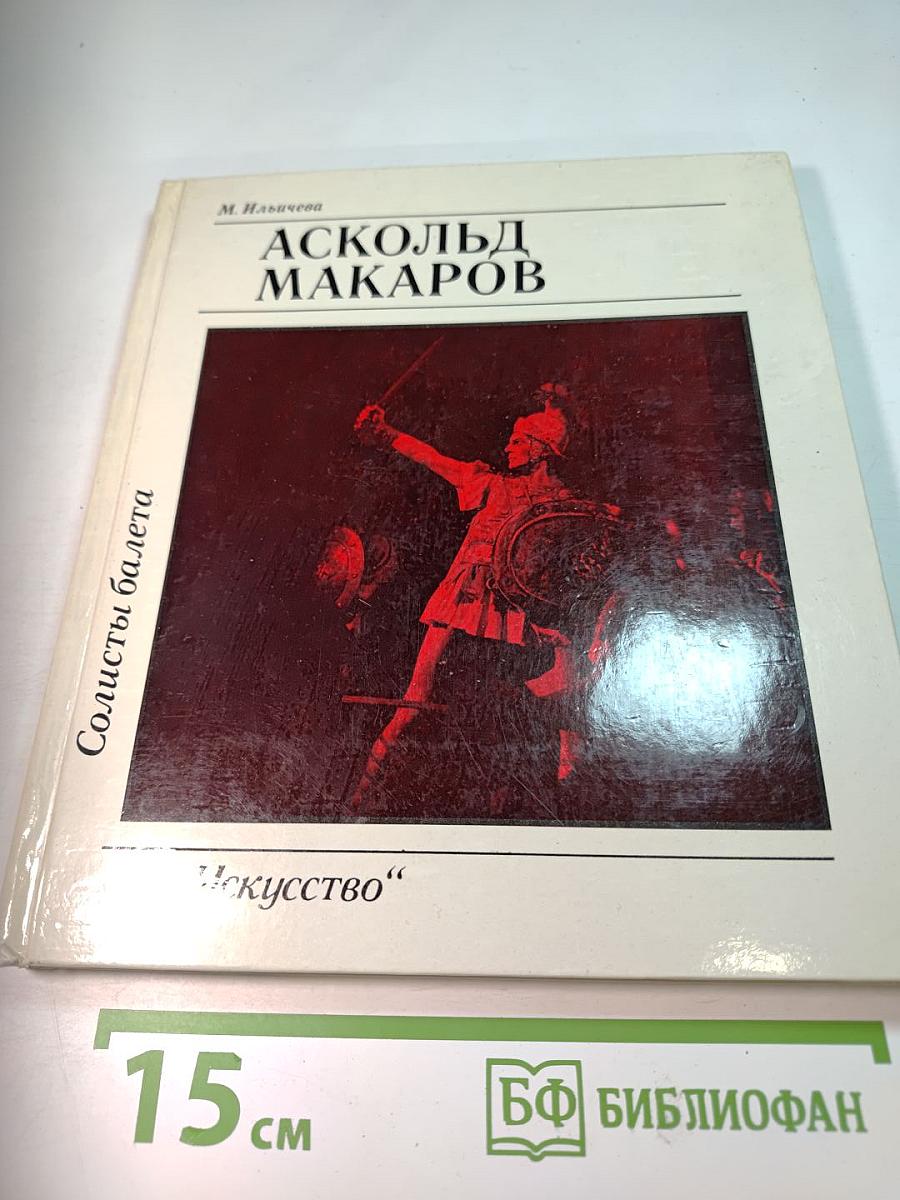 М. Ильичева
АСКОЛЬД
МАКАРОВ
Солисты балета
Искусство“
15 см
БФ БИБЛИОФАН